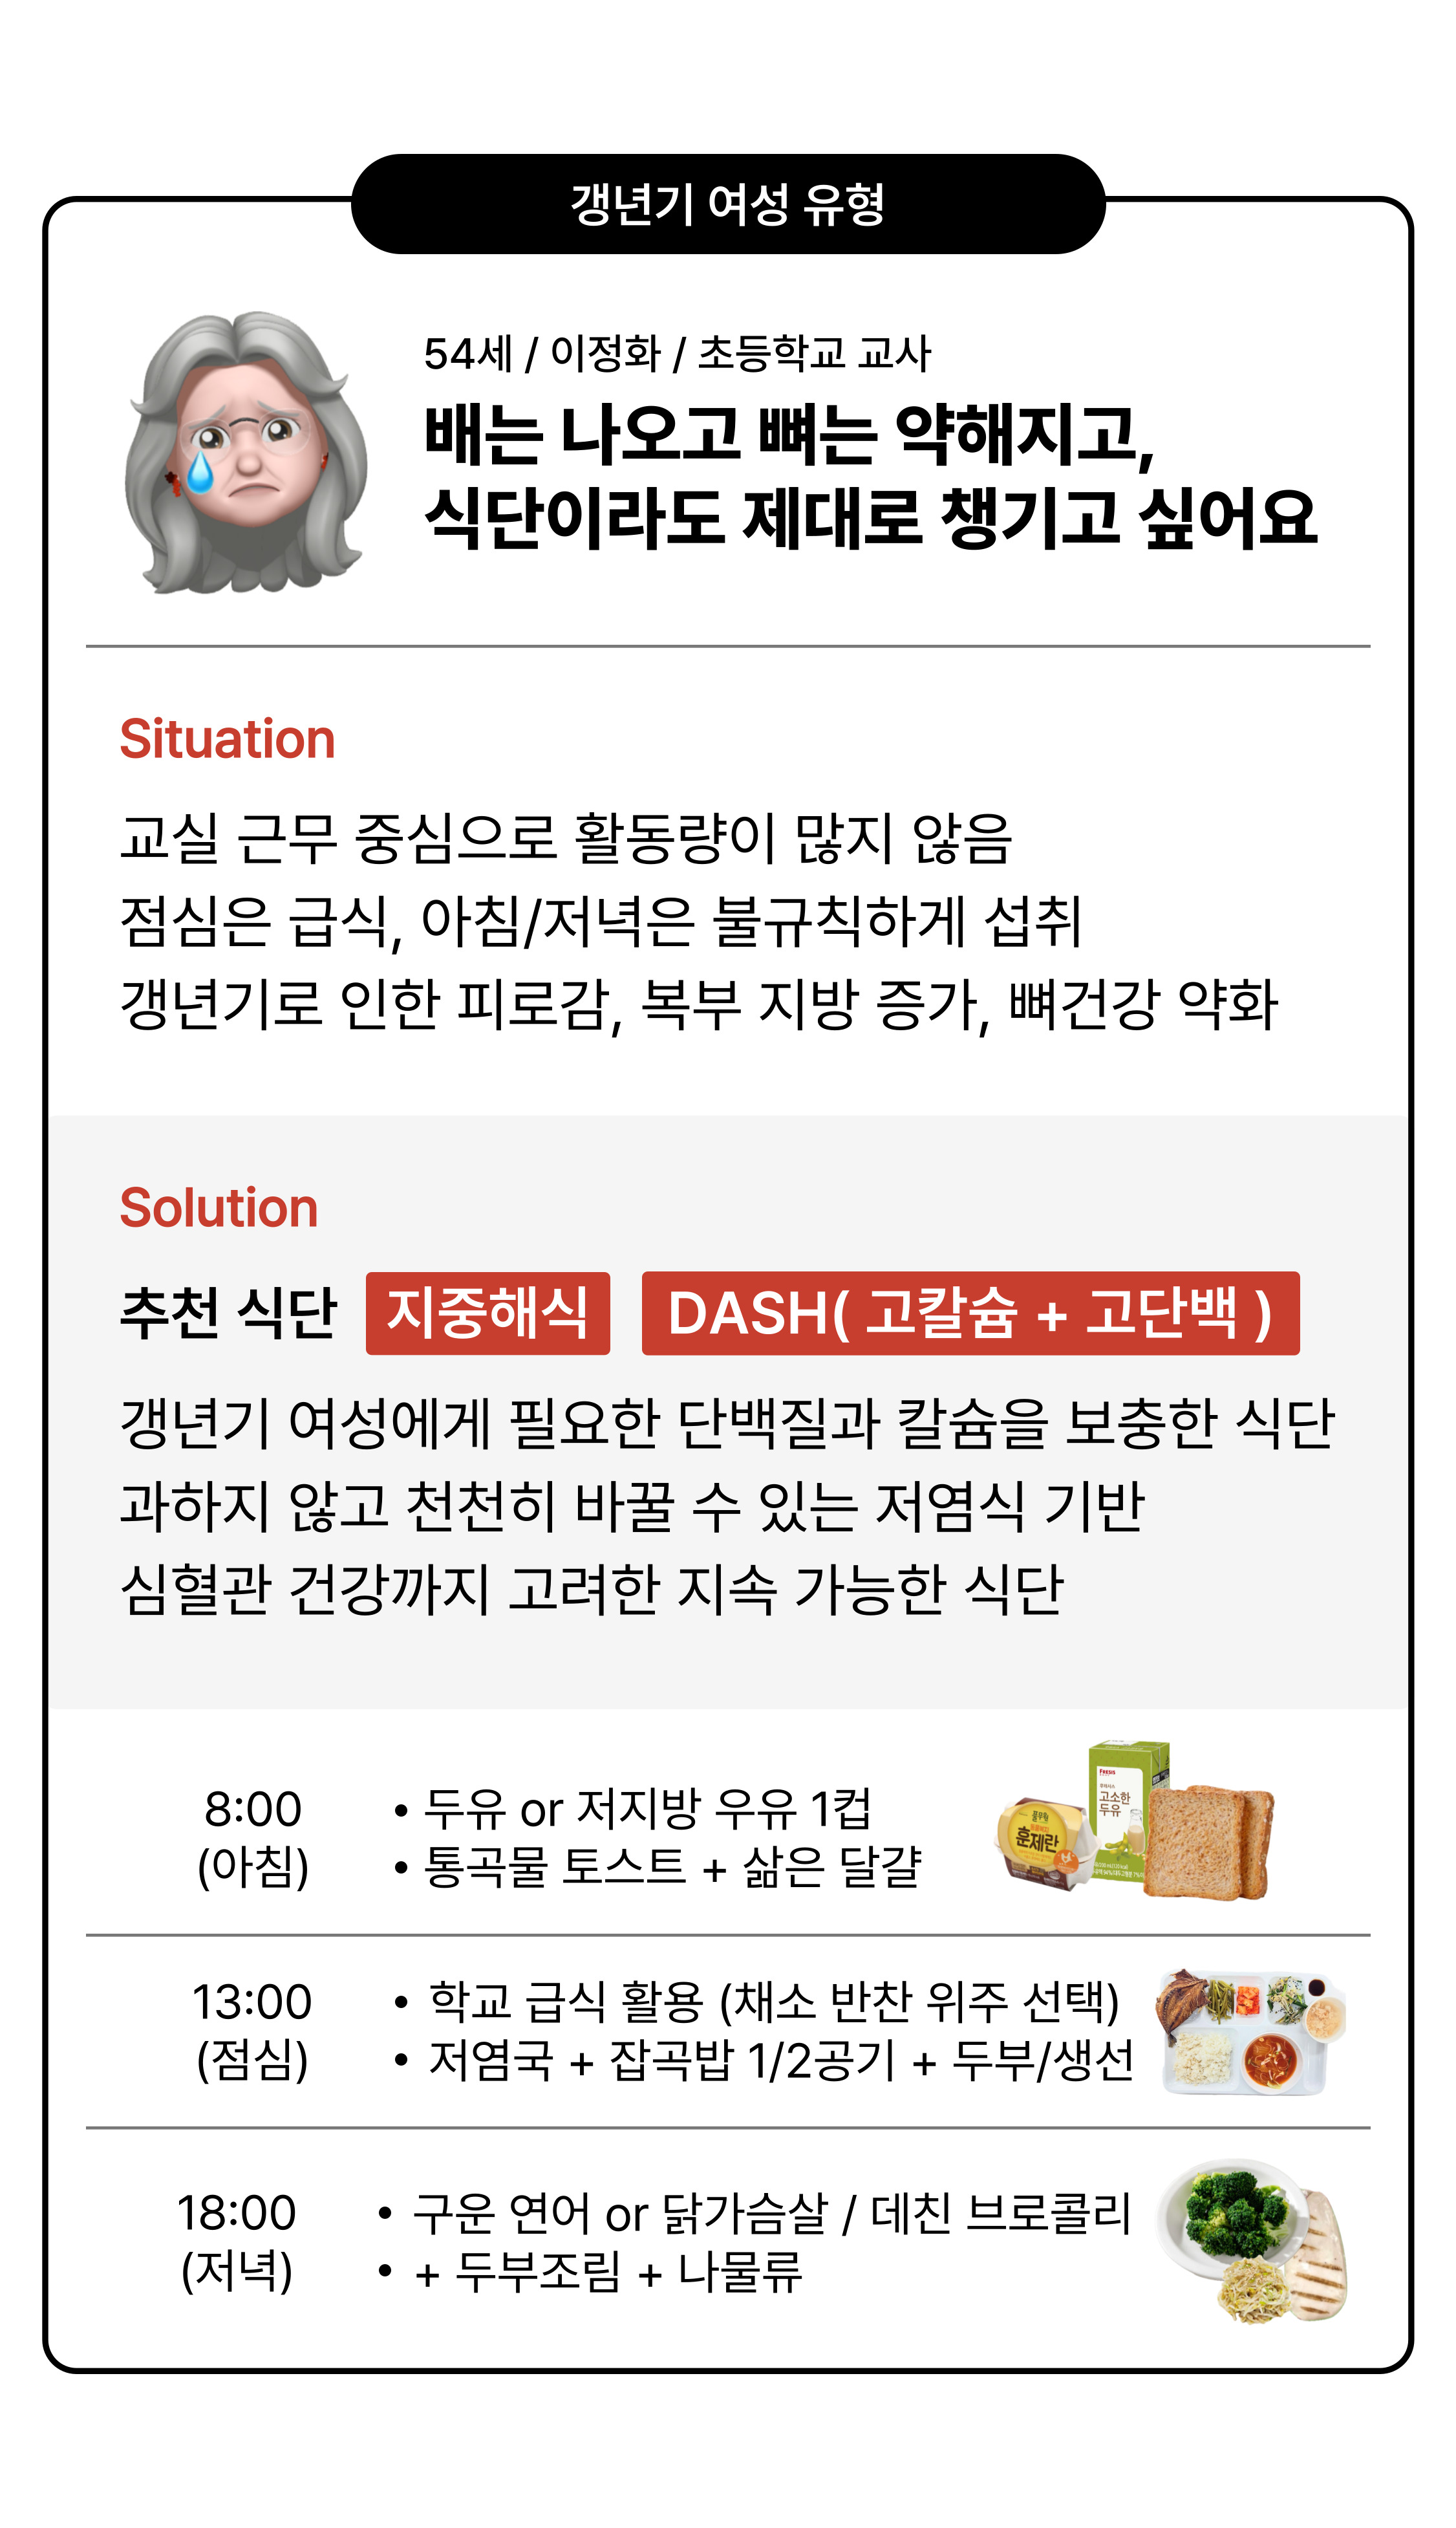 갱년기 여성 유형
54세 / 이정화 / 초등학교 교사
배는 나오고 뼈는 약해지고,
식단이라도 제대로 챙기고 싶어요
Situation
교실 근무 중심으로 활동량이 많지 않음
점심은 급식, 아침/저녁은 불규칙하게 섭취
갱년기로 인한 피로감, 복부 지방 증가, 뼈건강 약화
Solution
추천 식단 지중해식 DASH( 고칼슘 + 고단백 )
갱년기 여성에게 필요한 단백질과 칼슘을 보충한 식단
과하지 않고 천천히 바꿀 수 있는 저염식 기반
심혈관 건강까지 고려한 지속 가능한 식단
8:00
(아침)
• 두유 or 저지방 우유 1컵
• 통곡물 토스트 + 삶은 달걀
풀무원
훈제란
고소한
두유
13:00
(점심)
• 학교 급식 활용 (채소 반찬 위주 선택)
• 저염국 + 잡곡밥 1/2공기 + 두부/생선
18:00
(저녁)
• 구운 연어 or 닭가슴살 / 데친 브로콜리
• + 두부조림 + 나물류